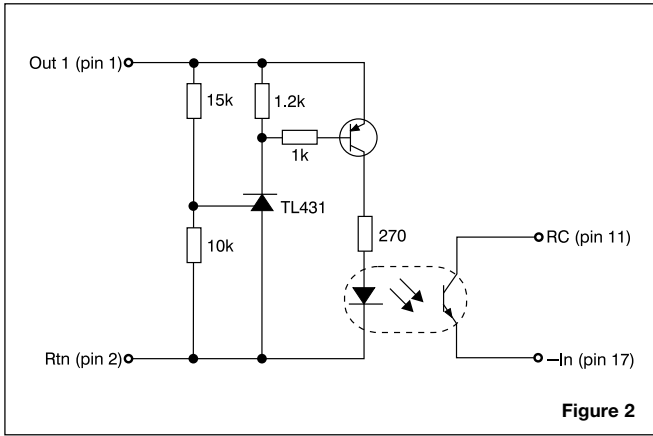 Out 1 (pin 1)
15k
1.2k
1k
TL431
10k
270
RC (pin 11)
Rtn (pin 2)
–In (pin 17)
Figure 2